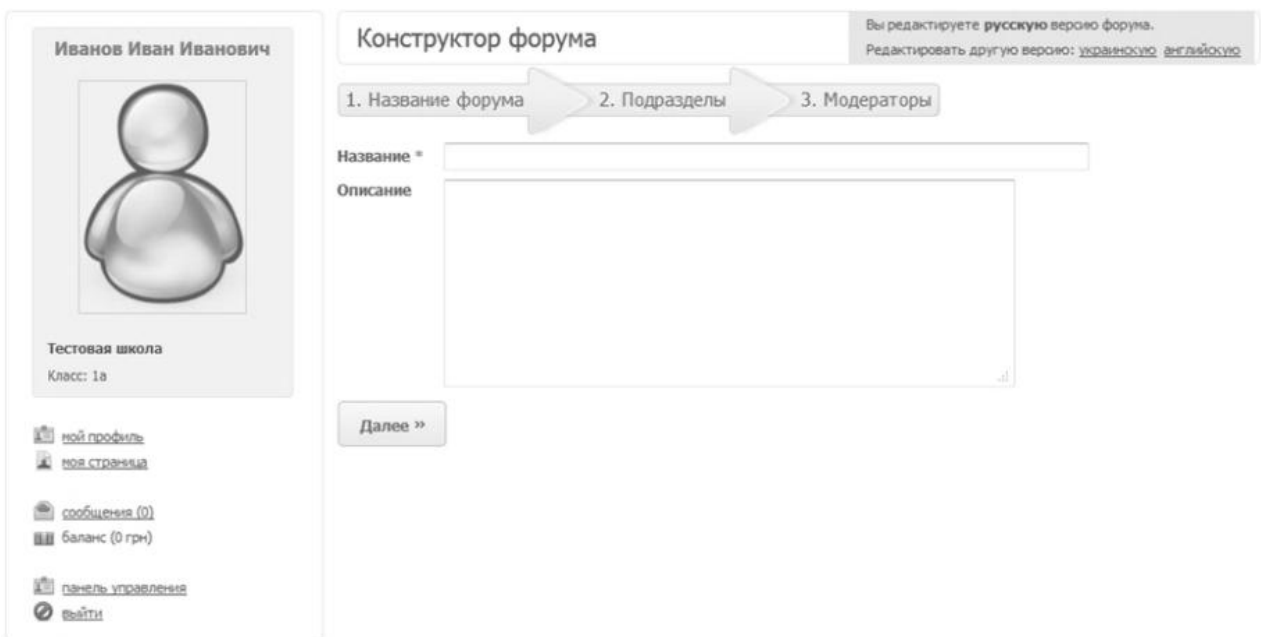 Иванов Иван Иванович
Тестовая школа
Класс: 1а
мой профиль
моя страница
сообщения (0)
баланс (0 грн)
панель управления
выйти
Конструктор форума
Вы редактируете русскую версию форума.
Редактировать другую версию: украинскую английскую
1. Название форума 2. Подразделы 3. Модераторы
Название *
Описание
Далее »